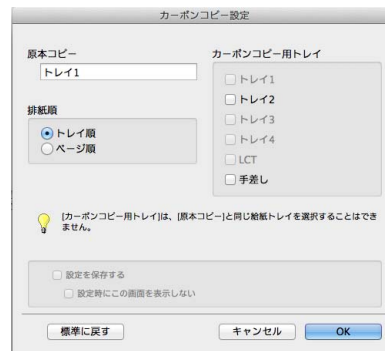 カーボンコピー設定
原本コピー
トレイ1
排紙順
トレイ順
ページ順
カーボンコピー用トレイ
トレイ1
トレイ2
トレイ3
トレイ4
LCT
手差し
[カーボンコピー用トレイ]は、[原本コピー]と同じ給紙トレイを選択することはでき
ません。
設定を保存する
設定時にこの画面を表示しない
標準に戻す
キャンセル
OK